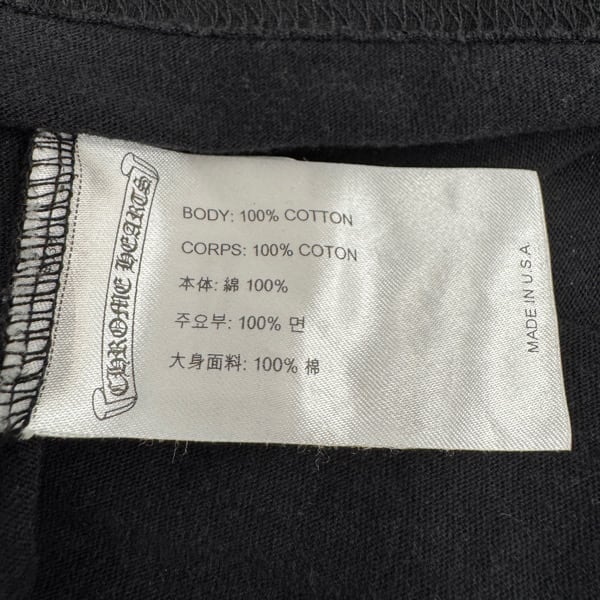 CHROME HEARTS
BODY: 100% COTTON
CORPS: 100% COTON
本体: 綿 100%
주요부: 100% 면
大身面料: 100% 棉
MADE IN U.S.A.